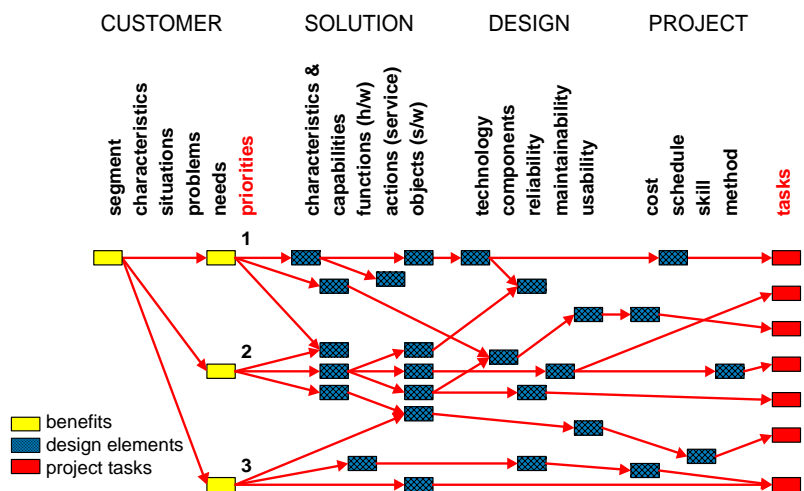 CUSTOMER SOLUTION DESIGN PROJECT
segment
characteristics
situations
problems
needs
priorities
characteristics &
capabilities
functions (h/w)
actions (service)
objects (s/w)
technology
components
reliability
maintainability
usability
cost
schedule
skill
method
tasks
1
2
3
benefits
design elements
project tasks